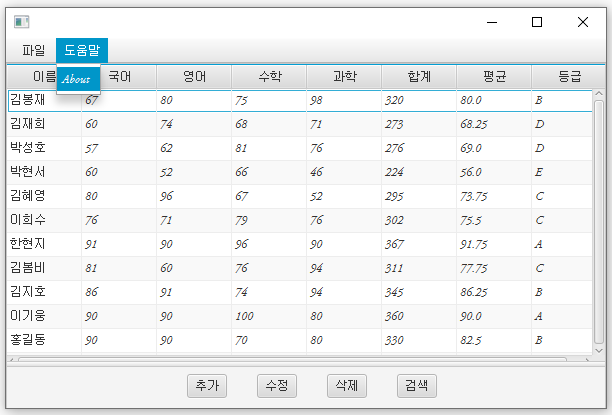 파일 도움말
About
이름 국어 영어 수학 과학 합계 평균 등급
김봉재 67 80 75 98 320 80.0 B
김재희 60 74 68 71 273 68.25 D
박성호 57 62 81 76 276 69.0 D
박현서 60 52 66 46 224 56.0 E
김혜영 80 96 67 52 295 73.75 C
이희수 76 71 79 76 302 75.5 C
한현지 91 90 96 90 367 91.75 A
김봄비 81 60 76 94 311 77.75 C
김지호 86 91 74 94 345 86.25 B
이기웅 90 90 100 80 360 90.0 A
홍길동 90 90 70 80 330 82.5 B
추가 수정 삭제 검색